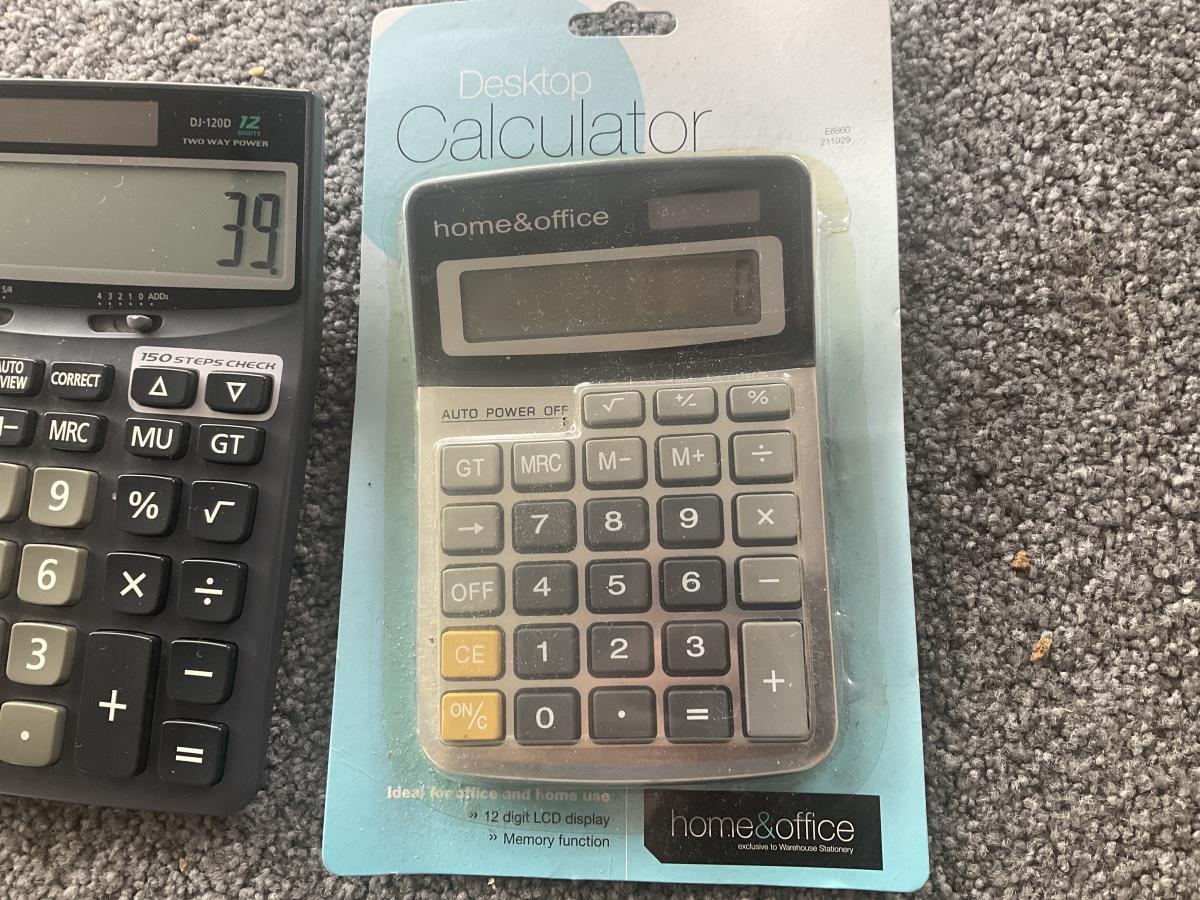 DJ-120D 12
DIGITS
TWO WAY POWER
39.
5/4
4 3 2 1 0 ADD2
150 STEPS CHECK
CORRECT △ ▽
MRC MU GT
9 % √
6 × ÷
3 + −
. =
Desktop
Calculator
E8860
211929
home&office
AUTO POWER OFF
√ +/− %
GT MRC M− M+ ÷
→ 7 8 9 ×
OFF 4 5 6 −
CE 1 2 3 +
ON/C 0 . =
Ideal for office and home use
» 12 digit LCD display
» Memory function
home&office
exclusive to Warehouse Stationery